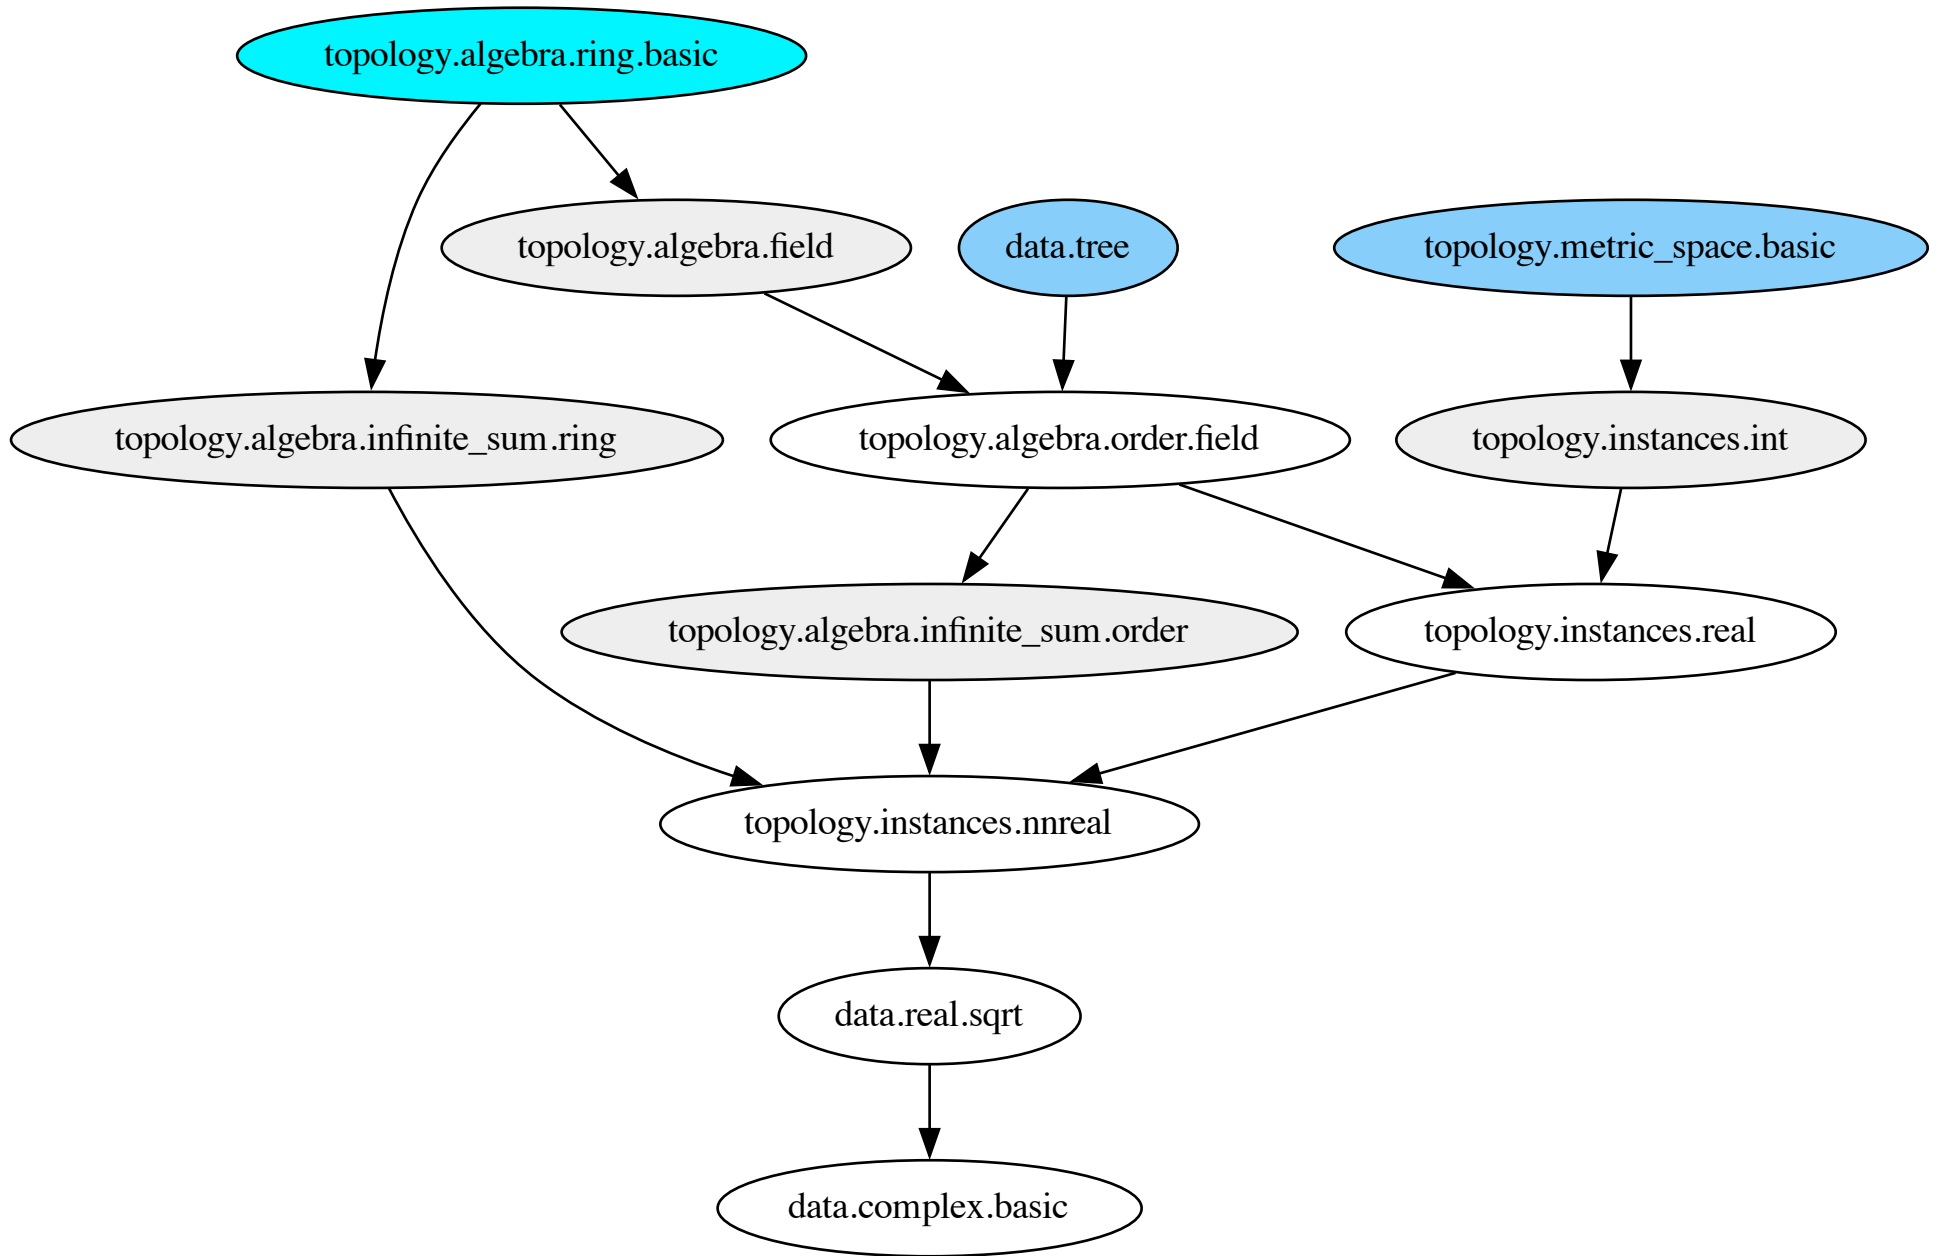 topology.algebra.ring.basic
topology.algebra.field
data.tree
topology.metric_space.basic
topology.algebra.infinite_sum.ring
topology.algebra.order.field
topology.instances.int
topology.algebra.infinite_sum.order
topology.instances.real
topology.instances.nnreal
data.real.sqrt
data.complex.basic